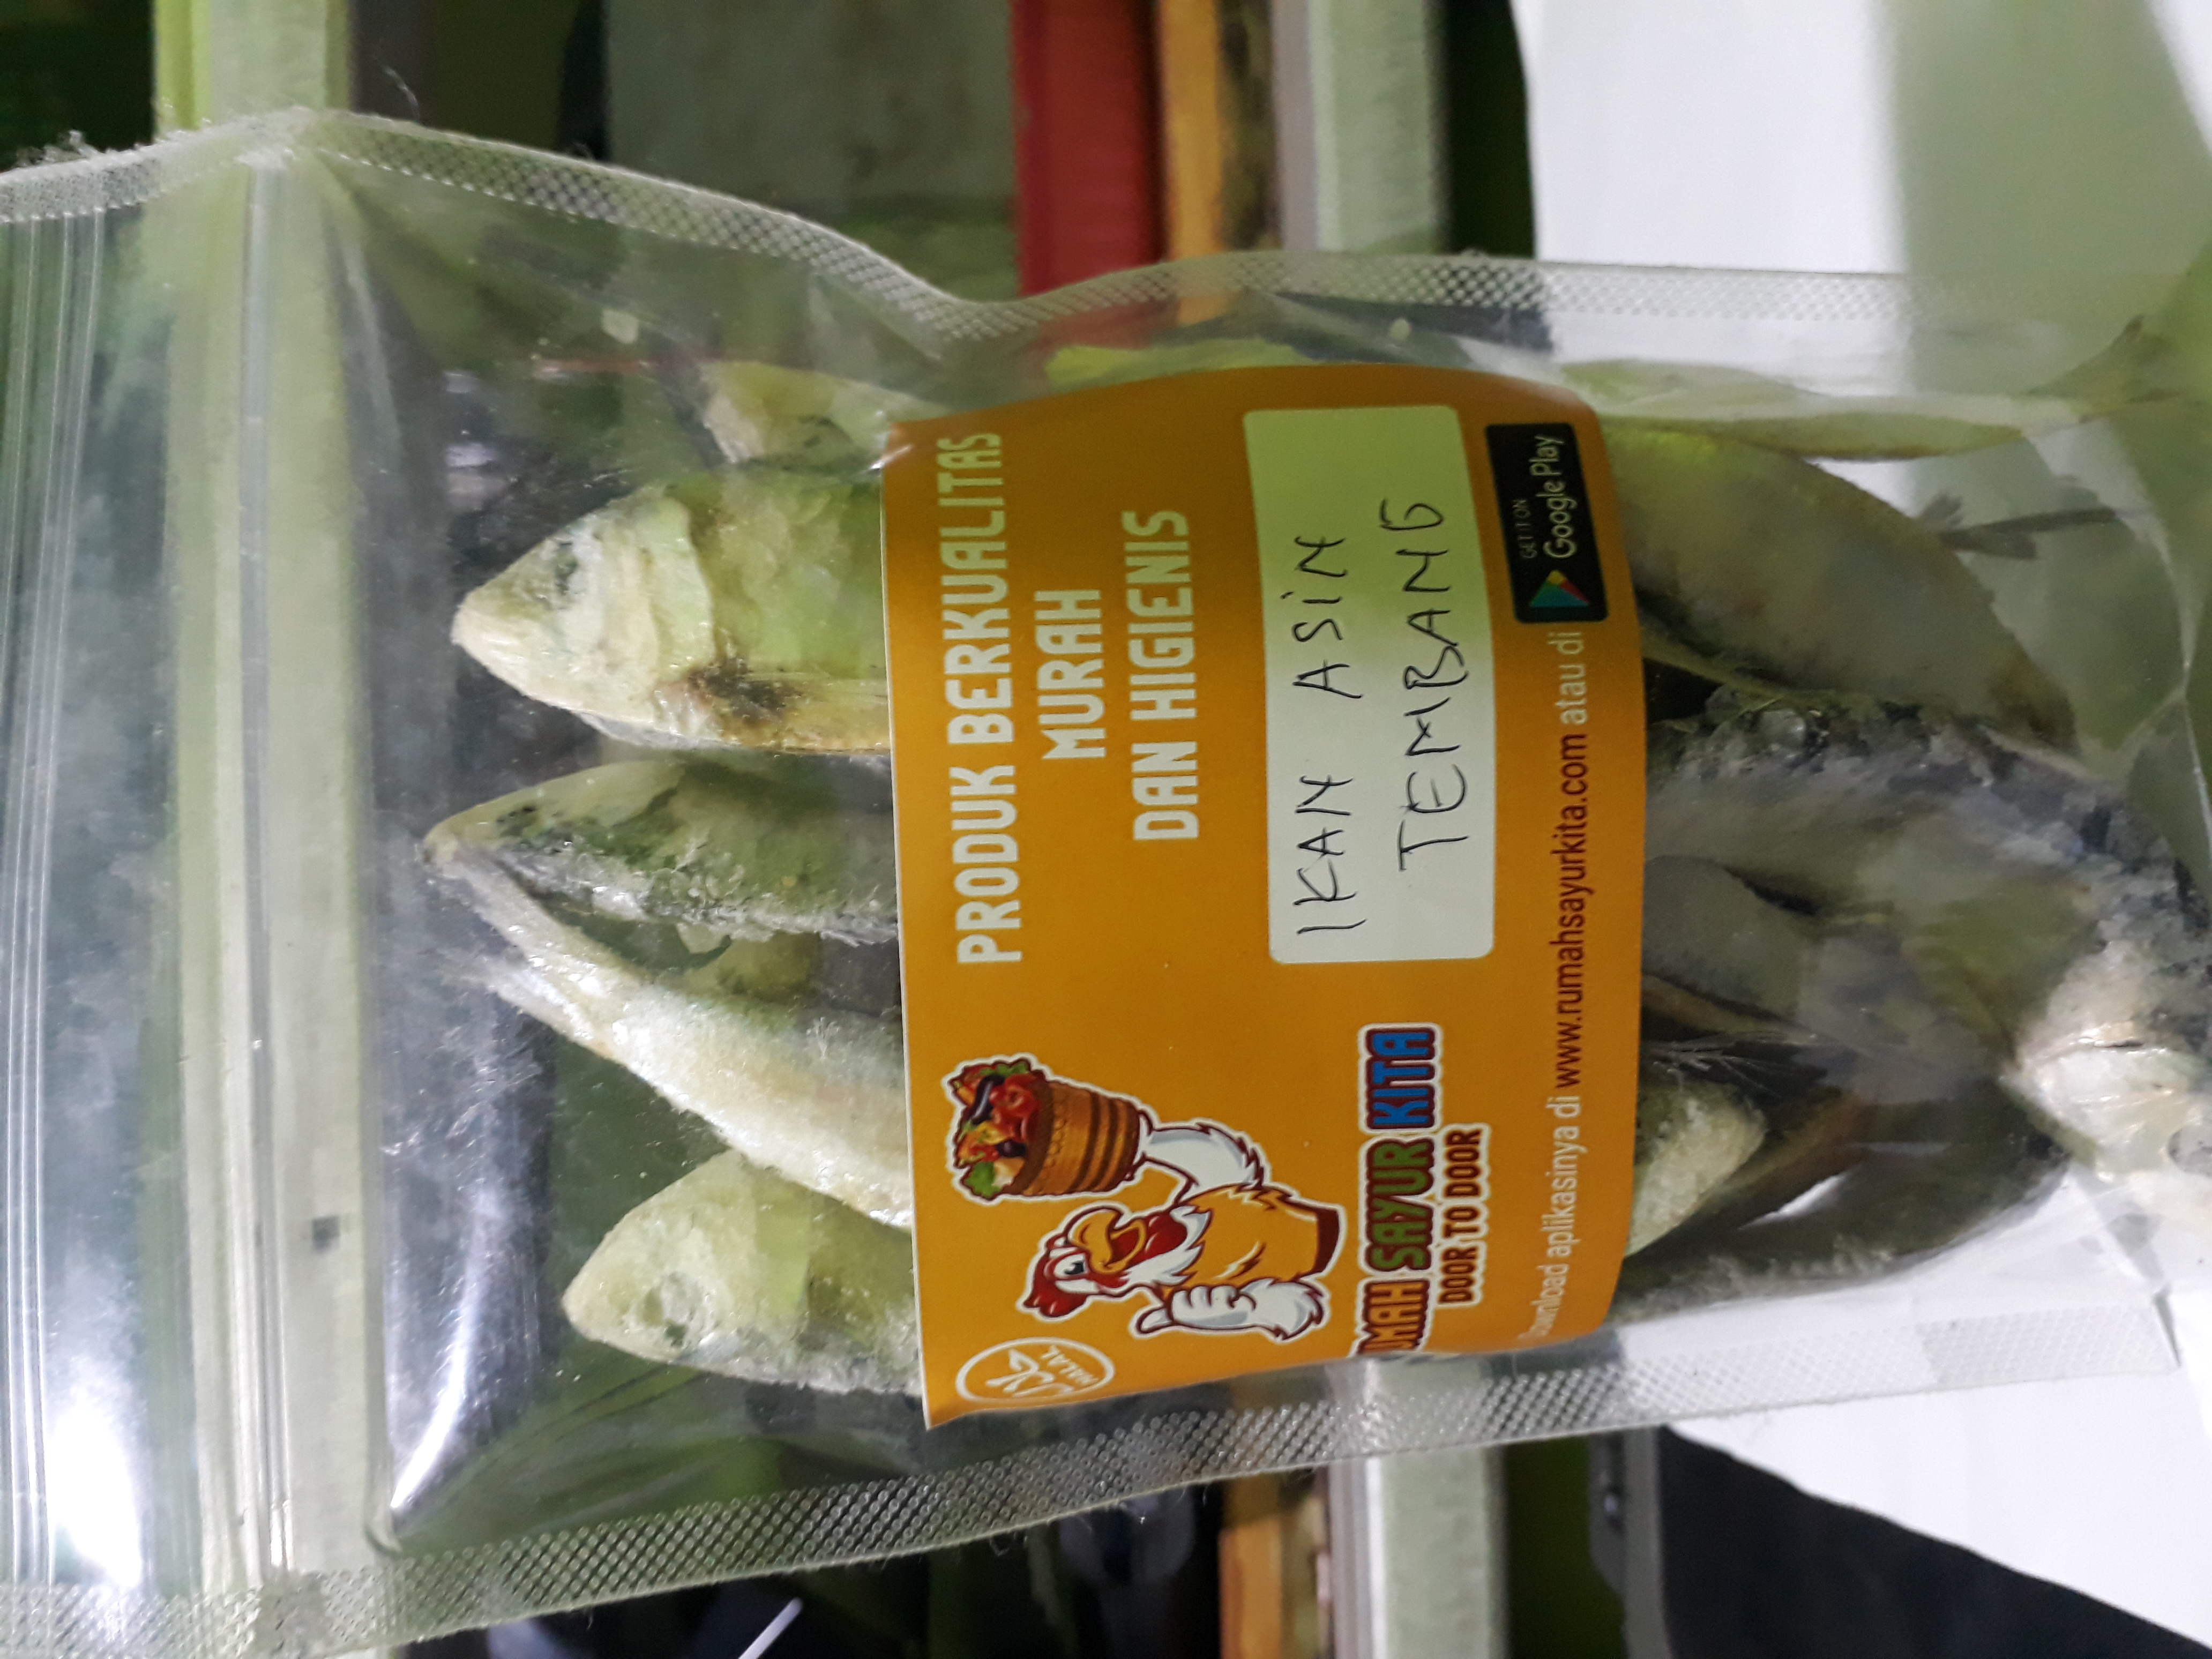 PRODUK BERKUALITAS
MURAH
DAN HIGIENIS
حلال
HALAL
SAYUR KITA
DOOR TO DOOR
IKAN ASiN
TEMBANG
Download aplikasinya di www.rumahsayurkita.com atau di
GET IT ON
Google Play